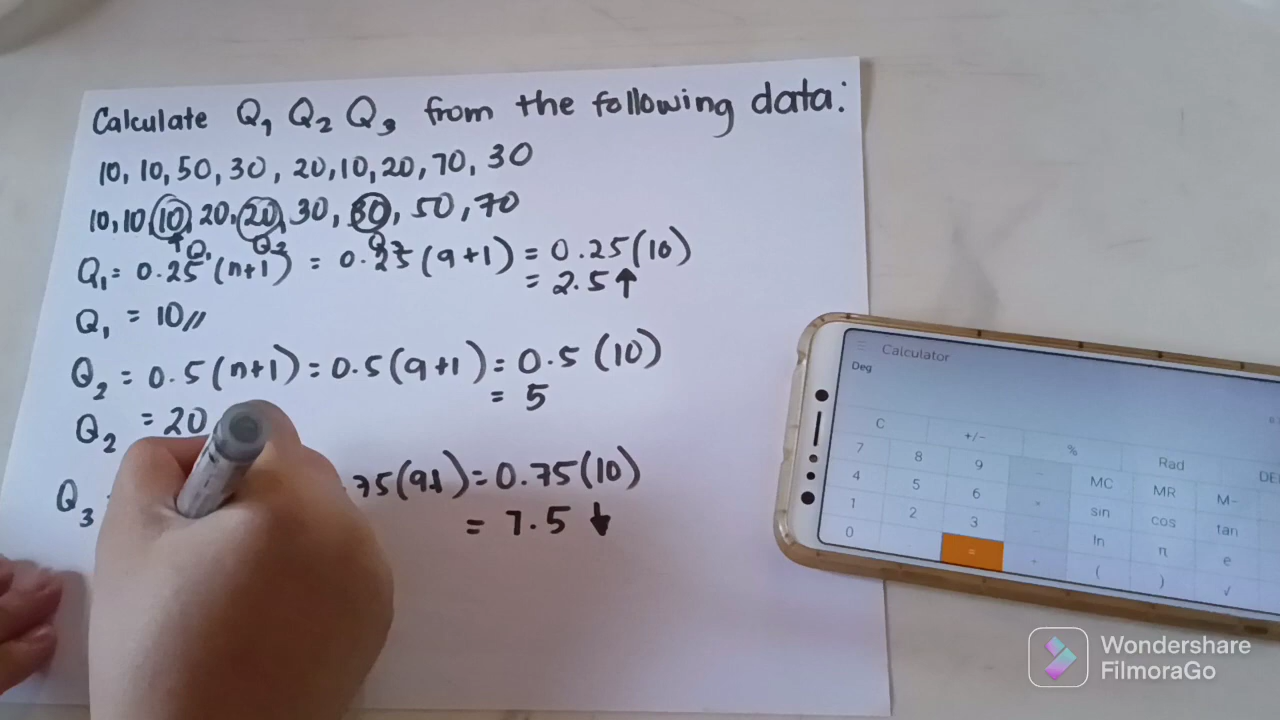 Calculate Q1 Q2 Q3 from the following data:
10, 10, 50, 30, 20, 10, 20, 70, 30
10, 10, 10, 20, 20, 30, 30, 50, 70
Q1 Q2 Q3
Q1 = 0.25 (n+1) = 0.25 (9+1) = 0.25 (10)
= 2.5 ↑
Q1 = 10//
Q2 = 0.5 (n+1) = 0.5 (9+1) = 0.5 (10)
= 5
Q2 = 20
Q3 = 75(9+1) = 0.75(10)
= 7.5 ↓
Calculator
Deg
C +/− % Rad DE
7 8 9 MC MR M−
4 5 6 sin cos tan
1 2 3 ln π e
0 = ( ) √
Wondershare
FilmoraGo